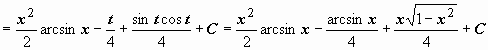 = x²/2 arcsin x − t/4 + sin t cos t/4 + C = x²/2 arcsin x − arcsin x/4 + x√(1 − x²)/4 + C